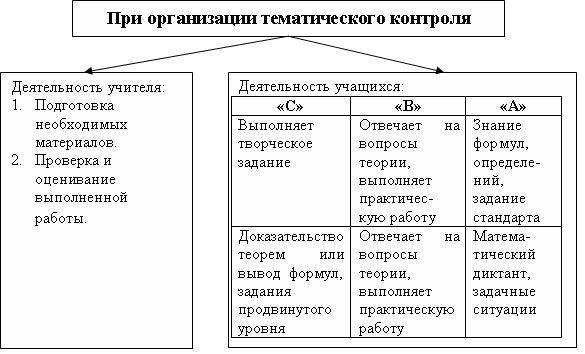 При организации тематического контроля
Деятельность учителя:
1. Подготовка
необходимых
материалов.
2. Проверка и
оценивание
выполненной
работы.
Деятельность учащихся:
«С» «В» «А»
Выполняет
творческое
задание
Отвечает на
вопросы
теории,
выполняет
практичес-
кую работу
Знание
формул,
определе-
ний,
задание
стандарта
Доказательство
теорем или
вывод формул,
задания
продвинутого
уровня
Отвечает на
вопросы
теории,
выполняет
практическую
работу
Матема-
тический
диктант,
задачные
ситуации